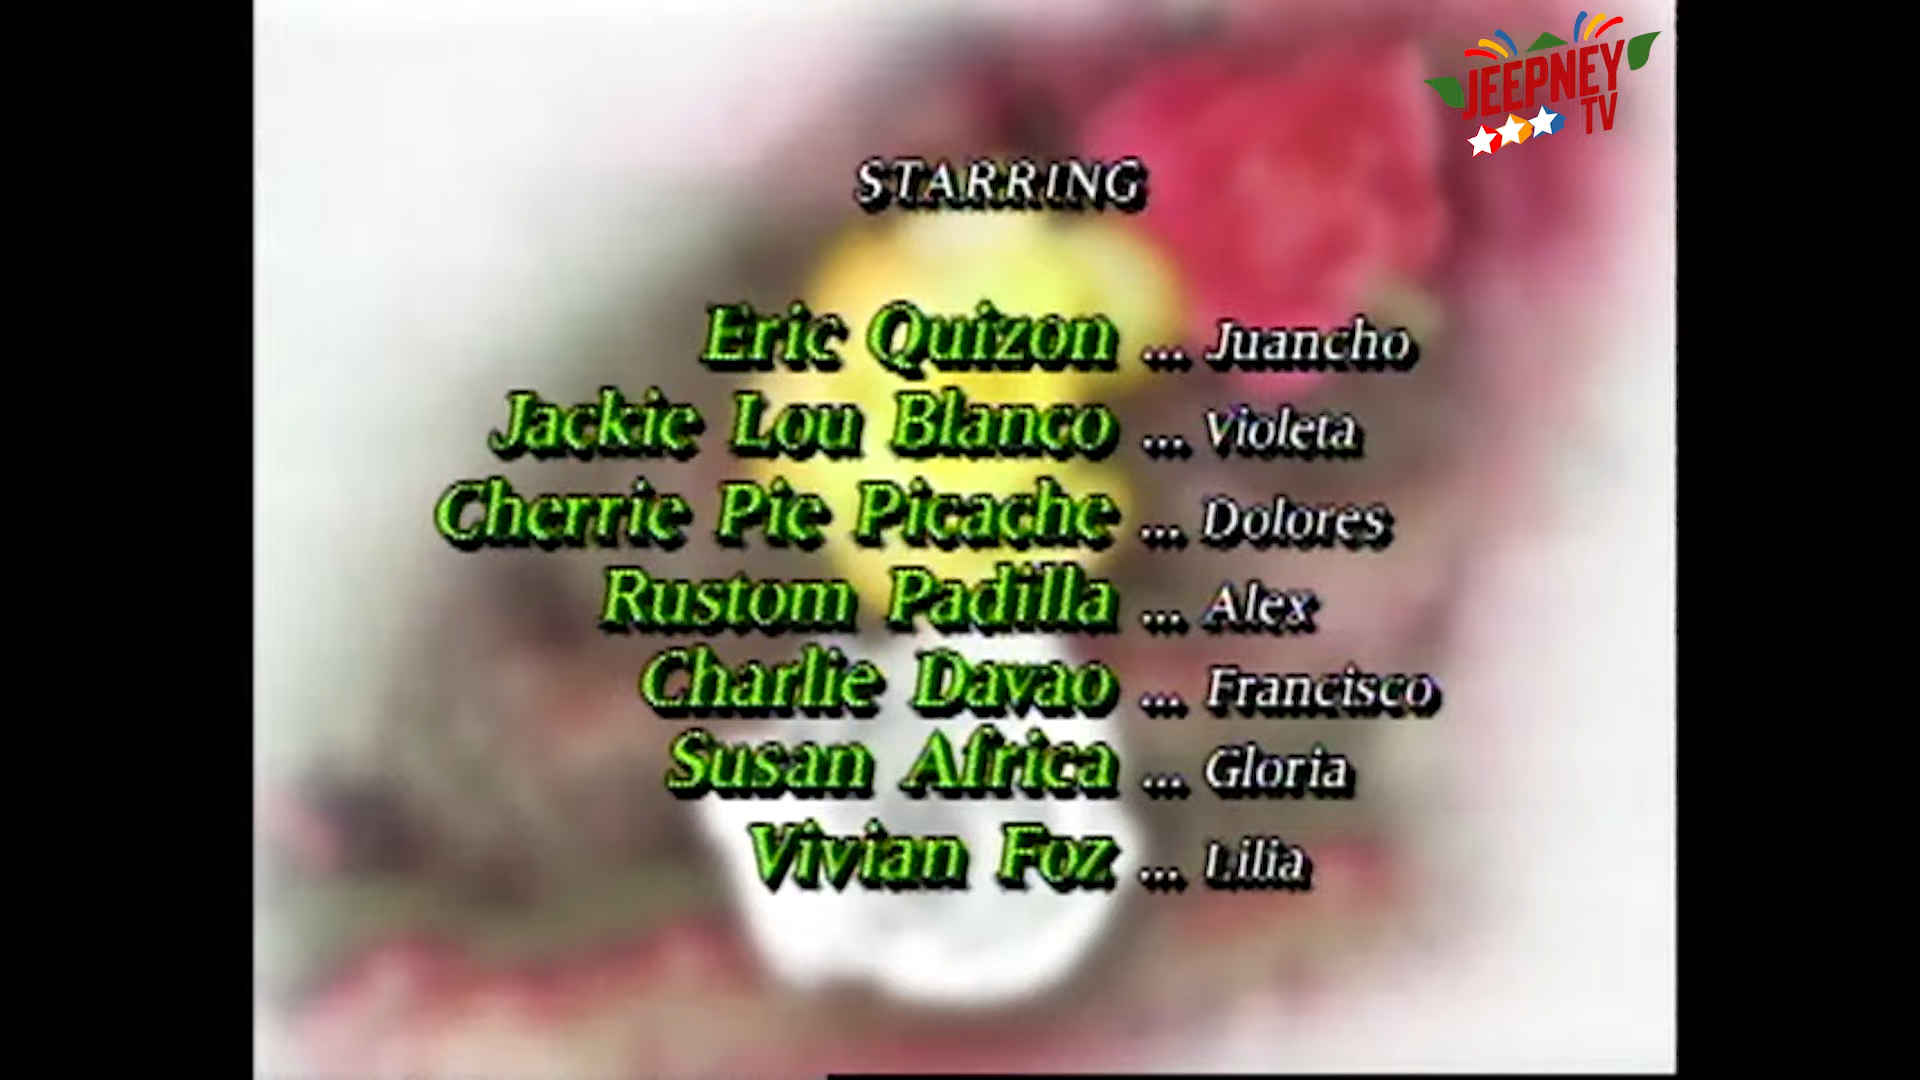 JEEPNEY
TV
STARRING
Eric Quizon ... Juancho
Jackie Lou Blanco ... Violeta
Cherrie Pie Picache ... Dolores
Rustom Padilla ... Alex
Charlie Davao ... Francisco
Susan Africa ... Gloria
Vivian Foz ... Lilia